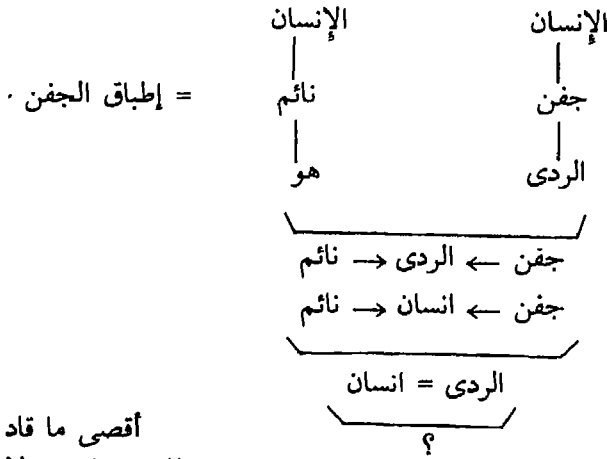 الإنسان الإنسان
جفن نائم = إطباق الجفن .
الردى هو
جفن ← الردى → نائم
جفن ← انسان → نائم
الردى = انسان
؟
أقصى ما قاد